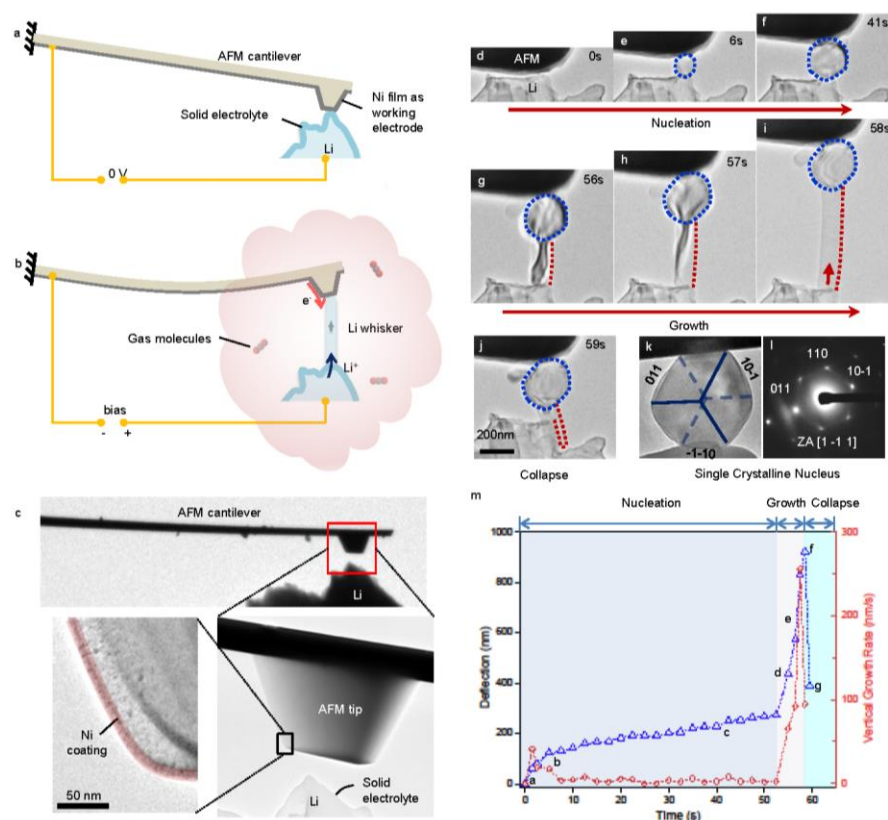 a
AFM cantilever
Ni film as
working
electrode
Solid electrolyte
Li
0 V
b
e-
Li whisker
Gas molecules
Li+
bias
- +
c
AFM cantilever
Li
AFM tip
Ni
coating
50 nm
Solid
electrolyte
Li
d
AFM
0s
Li
e
6s
f
41s
Nucleation
g
56s
h
57s
i
58s
Growth
j
59s
200nm
Collapse
k
011
10-1
-1-10
l
110
10-1
011
ZA [1 -1 1]
Single Crystalline Nucleus
m
Nucleation
Growth
Collapse
1000
800
600
400
200
0
Deflection (nm)
300
200
100
0
Vertical Growth Rate (nm/s)
a
b
c
d
e
f
g
0 10 20 30 40 50 60
Time (s)